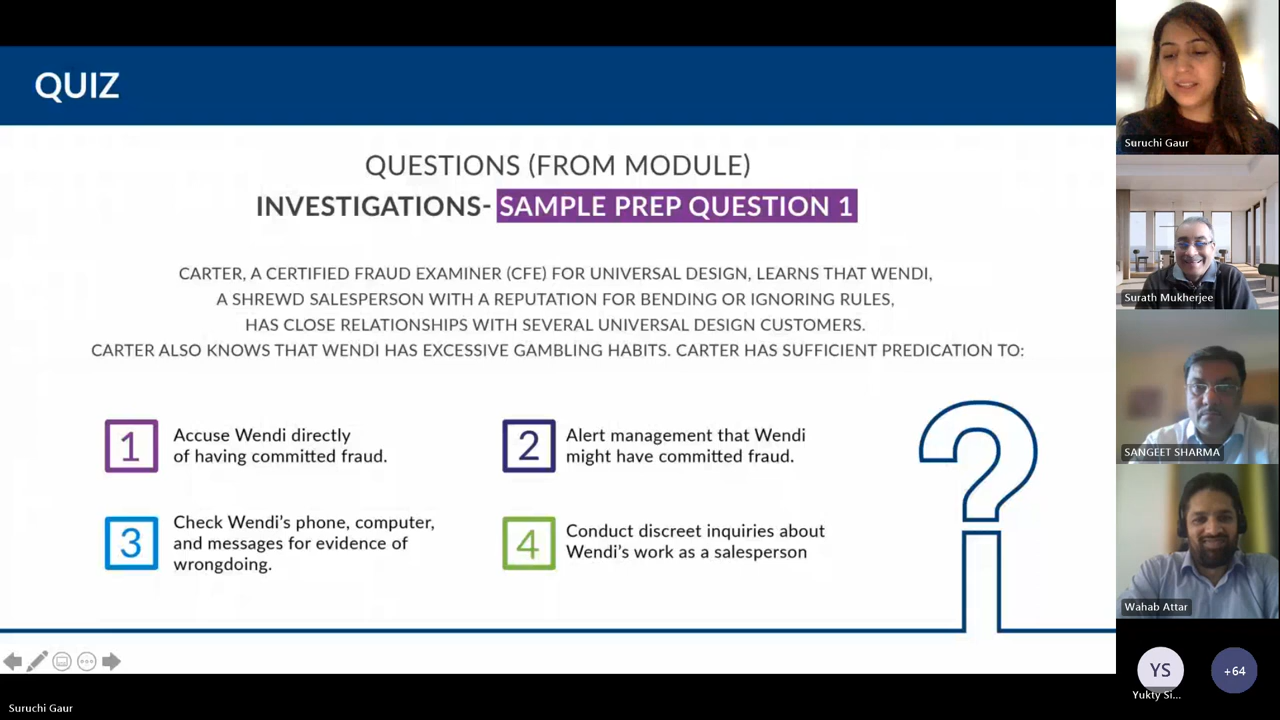 QUIZ
QUESTIONS (FROM MODULE)
INVESTIGATIONS- SAMPLE PREP QUESTION 1
CARTER, A CERTIFIED FRAUD EXAMINER (CFE) FOR UNIVERSAL DESIGN, LEARNS THAT WENDI,
A SHREWD SALESPERSON WITH A REPUTATION FOR BENDING OR IGNORING RULES,
HAS CLOSE RELATIONSHIPS WITH SEVERAL UNIVERSAL DESIGN CUSTOMERS.
CARTER ALSO KNOWS THAT WENDI HAS EXCESSIVE GAMBLING HABITS. CARTER HAS SUFFICIENT PREDICATION TO:
1
Accuse Wendi directly
of having committed fraud.
2
Alert management that Wendi
might have committed fraud.
3
Check Wendi's phone, computer,
and messages for evidence of
wrongdoing.
4
Conduct discreet inquiries about
Wendi's work as a salesperson
?
Suruchi Gaur
Surath Mukherjee
SANGEET SHARMA
Wahab Attar
YS
Yukty Si...
+64
Suruchi Gaur